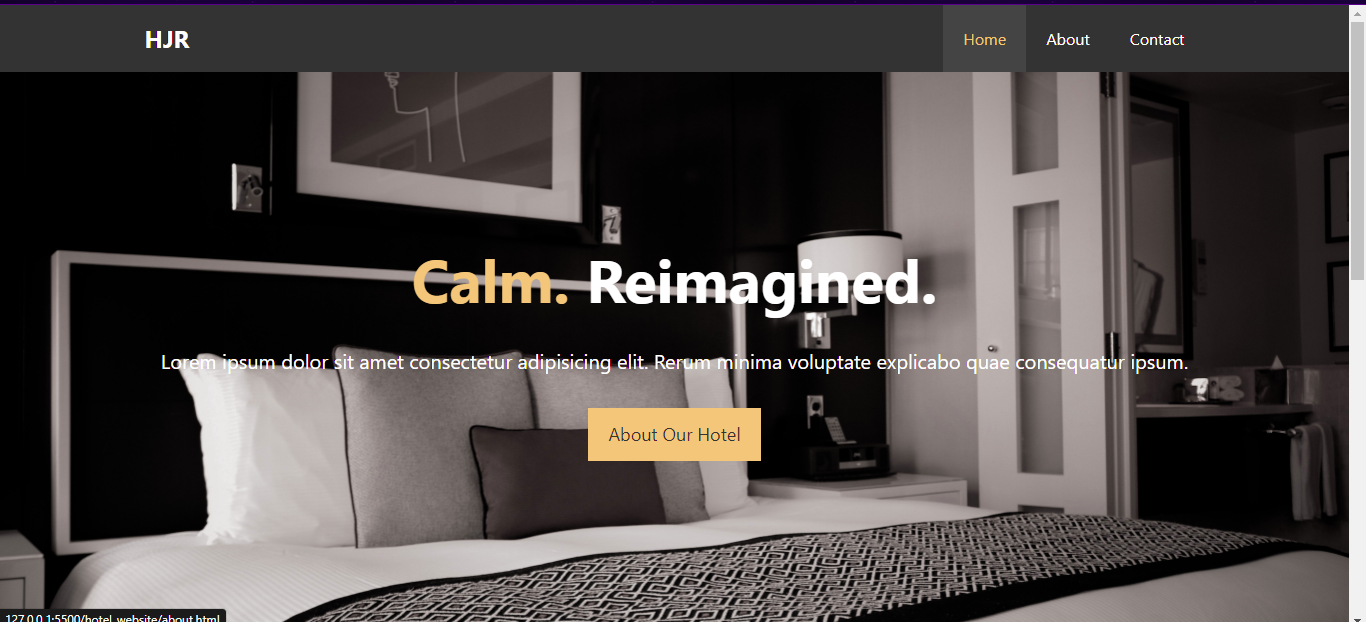 HJR
Home About Contact
Calm. Reimagined.
Lorem ipsum dolor sit amet consectetur adipisicing elit. Rerum minima voluptate explicabo quae consequatur ipsum.
About Our Hotel
127.0.0.1:5500/hotel_website/about.html